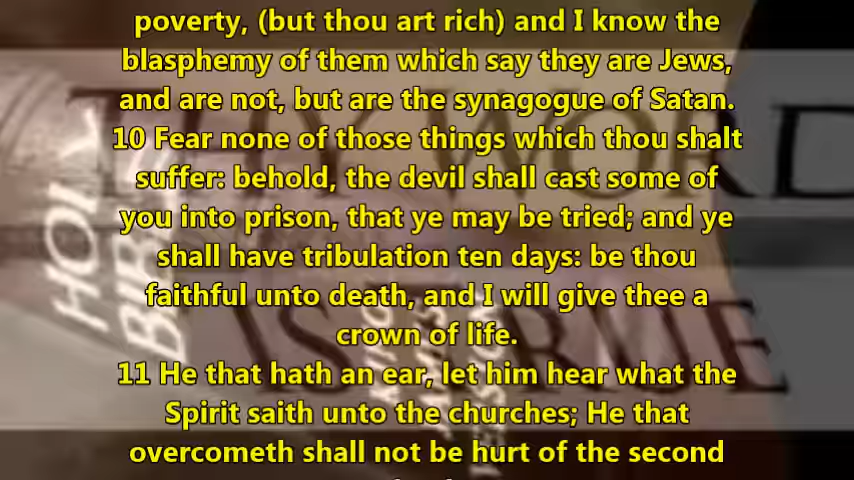 poverty, (but thou art rich) and I know the
blasphemy of them which say they are Jews,
and are not, but are the synagogue of Satan.
10 Fear none of those things which thou shalt
suffer: behold, the devil shall cast some of
you into prison, that ye may be tried; and ye
shall have tribulation ten days: be thou
faithful unto death, and I will give thee a
crown of life.
11 He that hath an ear, let him hear what the
Spirit saith unto the churches; He that
overcometh shall not be hurt of the second
HOLY
BIBLE